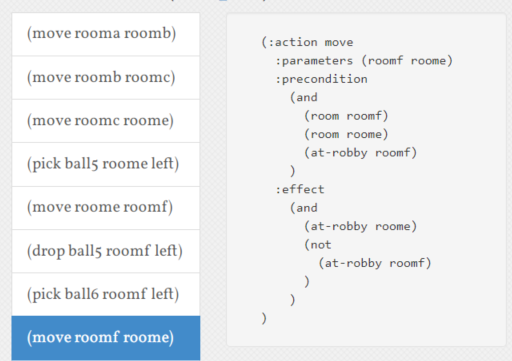 (move rooma roomb)
(move roomb roomc)
(move roomc roome)
(pick ball5 roome left)
(move roome roomf)
(drop ball5 roomf left)
(pick ball6 roomf left)
(move roomf roome)
(:action move
:parameters (roomf roome)
:precondition
(and
(room roomf)
(room roome)
(at-robby roomf)
)
:effect
(and
(at-robby roome)
(not
(at-robby roomf)
)
)
)